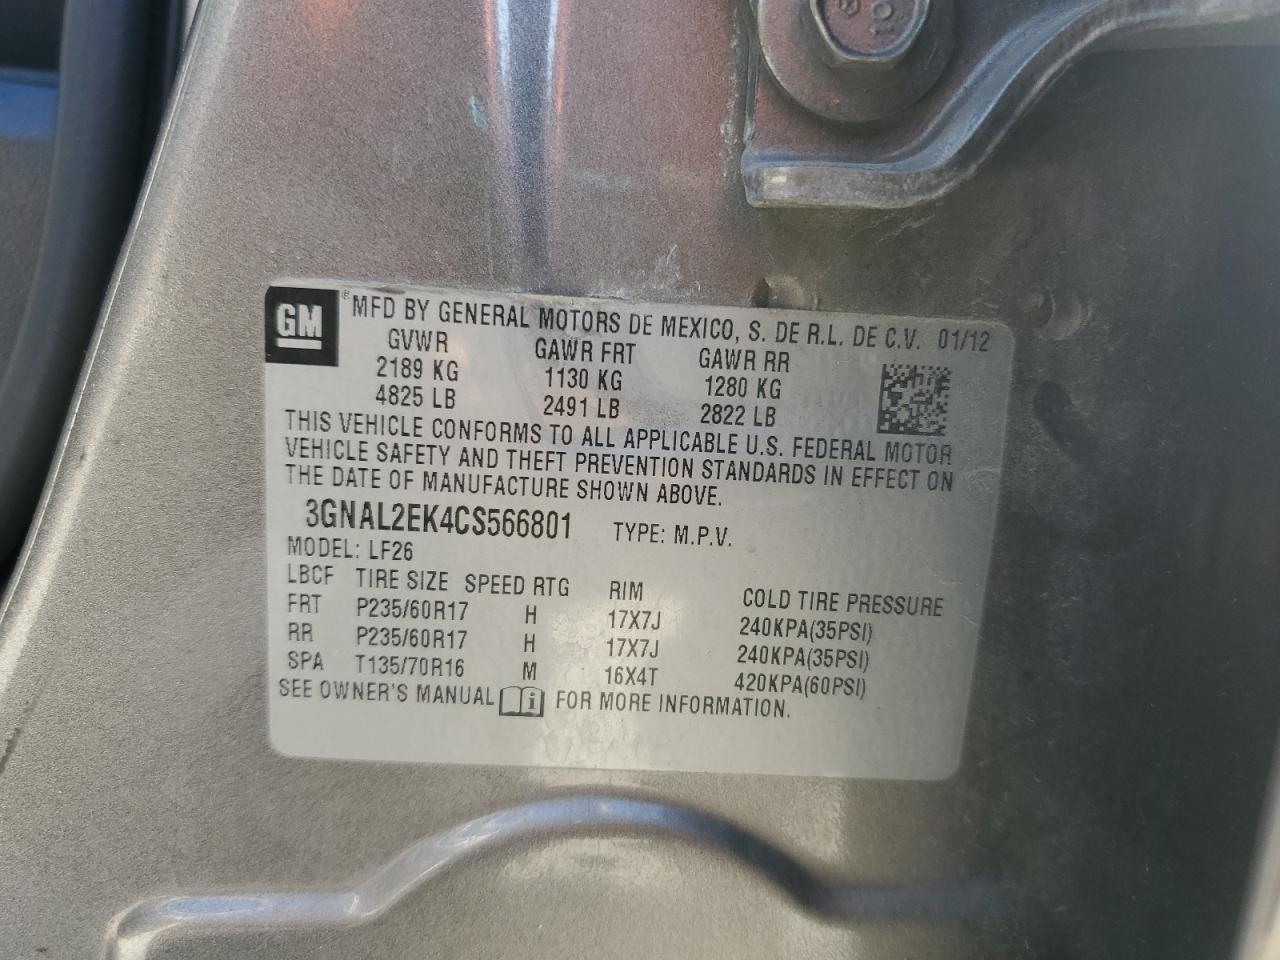 GM ® MFD BY GENERAL MOTORS DE MEXICO, S. DE R.L. DE C.V. 01/12
GVWR GAWR FRT GAWR RR
2189 KG 1130 KG 1280 KG
4825 LB 2491 LB 2822 LB
THIS VEHICLE CONFORMS TO ALL APPLICABLE U.S. FEDERAL MOTOR
VEHICLE SAFETY AND THEFT PREVENTION STANDARDS IN EFFECT ON
THE DATE OF MANUFACTURE SHOWN ABOVE.
3GNAL2EK4CS566801 TYPE: M.P.V.
MODEL: LF26
LBCF TIRE SIZE SPEED RTG RIM COLD TIRE PRESSURE
FRT P235/60R17 H 17X7J 240KPA(35PSI)
RR P235/60R17 H 17X7J 240KPA(35PSI)
SPA T135/70R16 M 16X4T 420KPA(60PSI)
SEE OWNER'S MANUAL i FOR MORE INFORMATION.